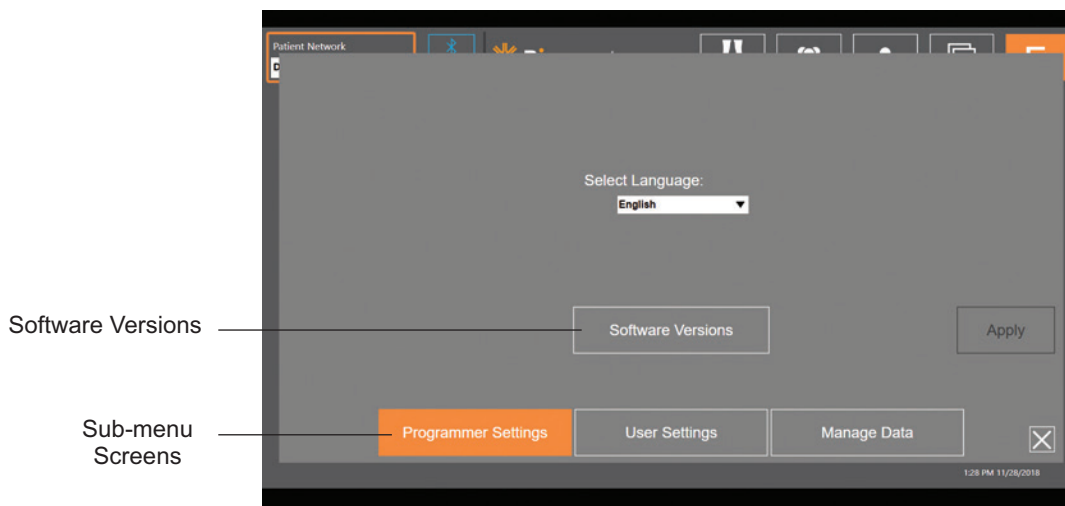 Patient Network
Select Language:
English
Software Versions
Software Versions
Apply
Sub-menu
Screens
Programmer Settings
User Settings
Manage Data
1:28 PM 11/28/2018